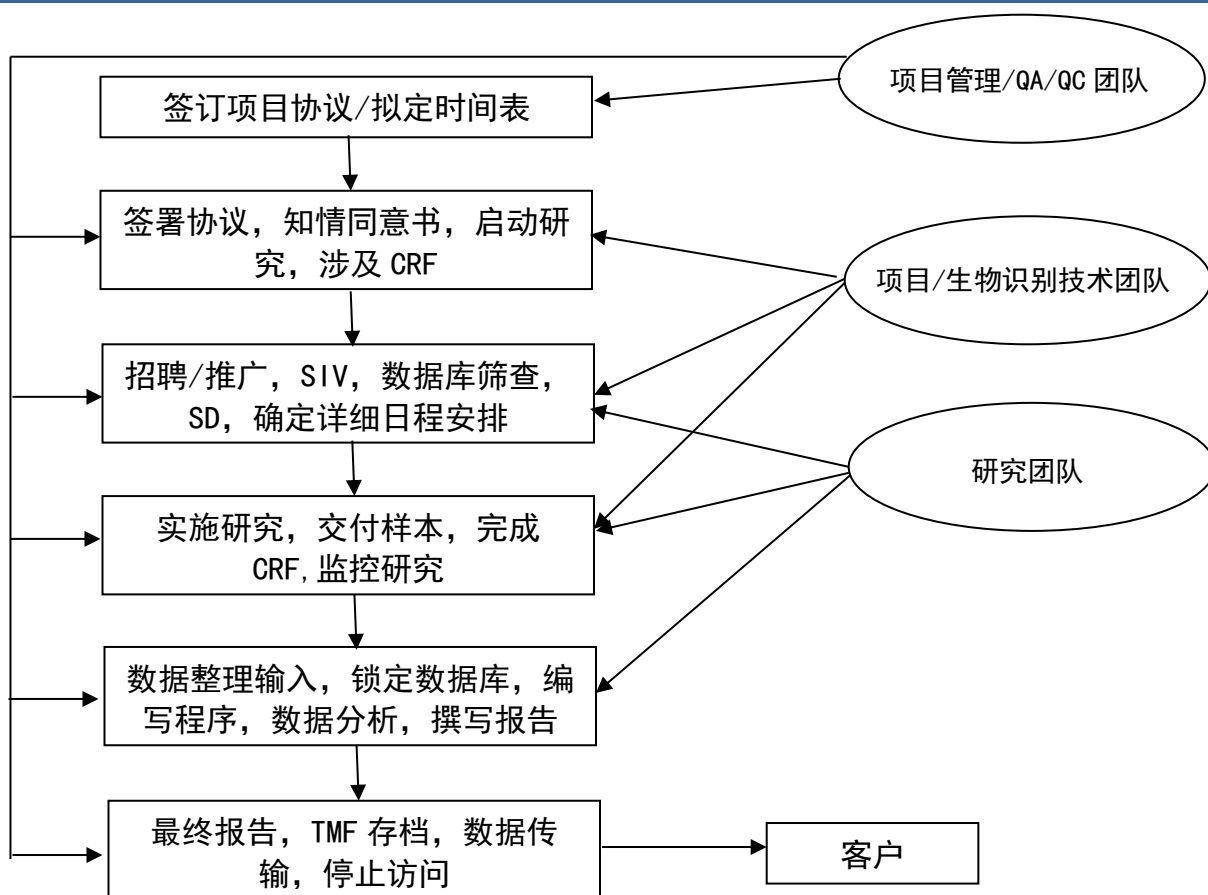 项目管理/QA/QC 团队
签订项目协议/拟定时间表
签署协议，知情同意书，启动研
究，涉及 CRF
项目/生物识别技术团队
招聘/推广，SIV，数据库筛查，
SD，确定详细日程安排
研究团队
实施研究，交付样本，完成
CRF,监控研究
数据整理输入，锁定数据库，编
写程序，数据分析，撰写报告
最终报告，TMF 存档，数据传
输，停止访问
客户